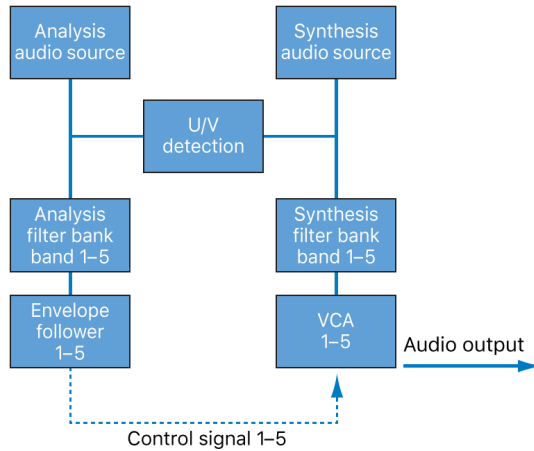 Analysis
audio source
Synthesis
audio source
U/V
detection
Analysis
filter bank
band 1–5
Synthesis
filter bank
band 1–5
Envelope
follower
1–5
VCA
1–5
Audio output
Control signal 1–5